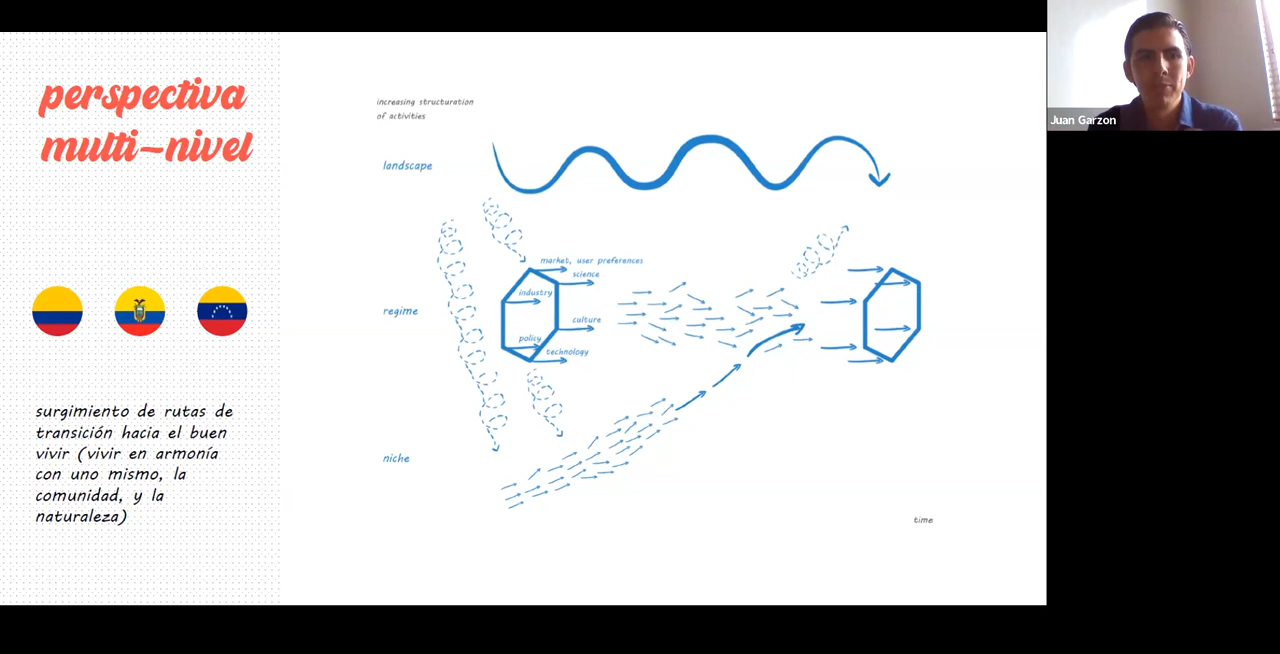 perspectiva
multi-nivel
surgimiento de rutas de
transición hacia el buen
vivir (vivir en armonía
con uno mismo, la
comunidad, y la
naturaleza)
increasing structuration
of activities
landscape
market, user preferences
science
industry
regime
culture
policy
technology
niche
time
Juan Garzon